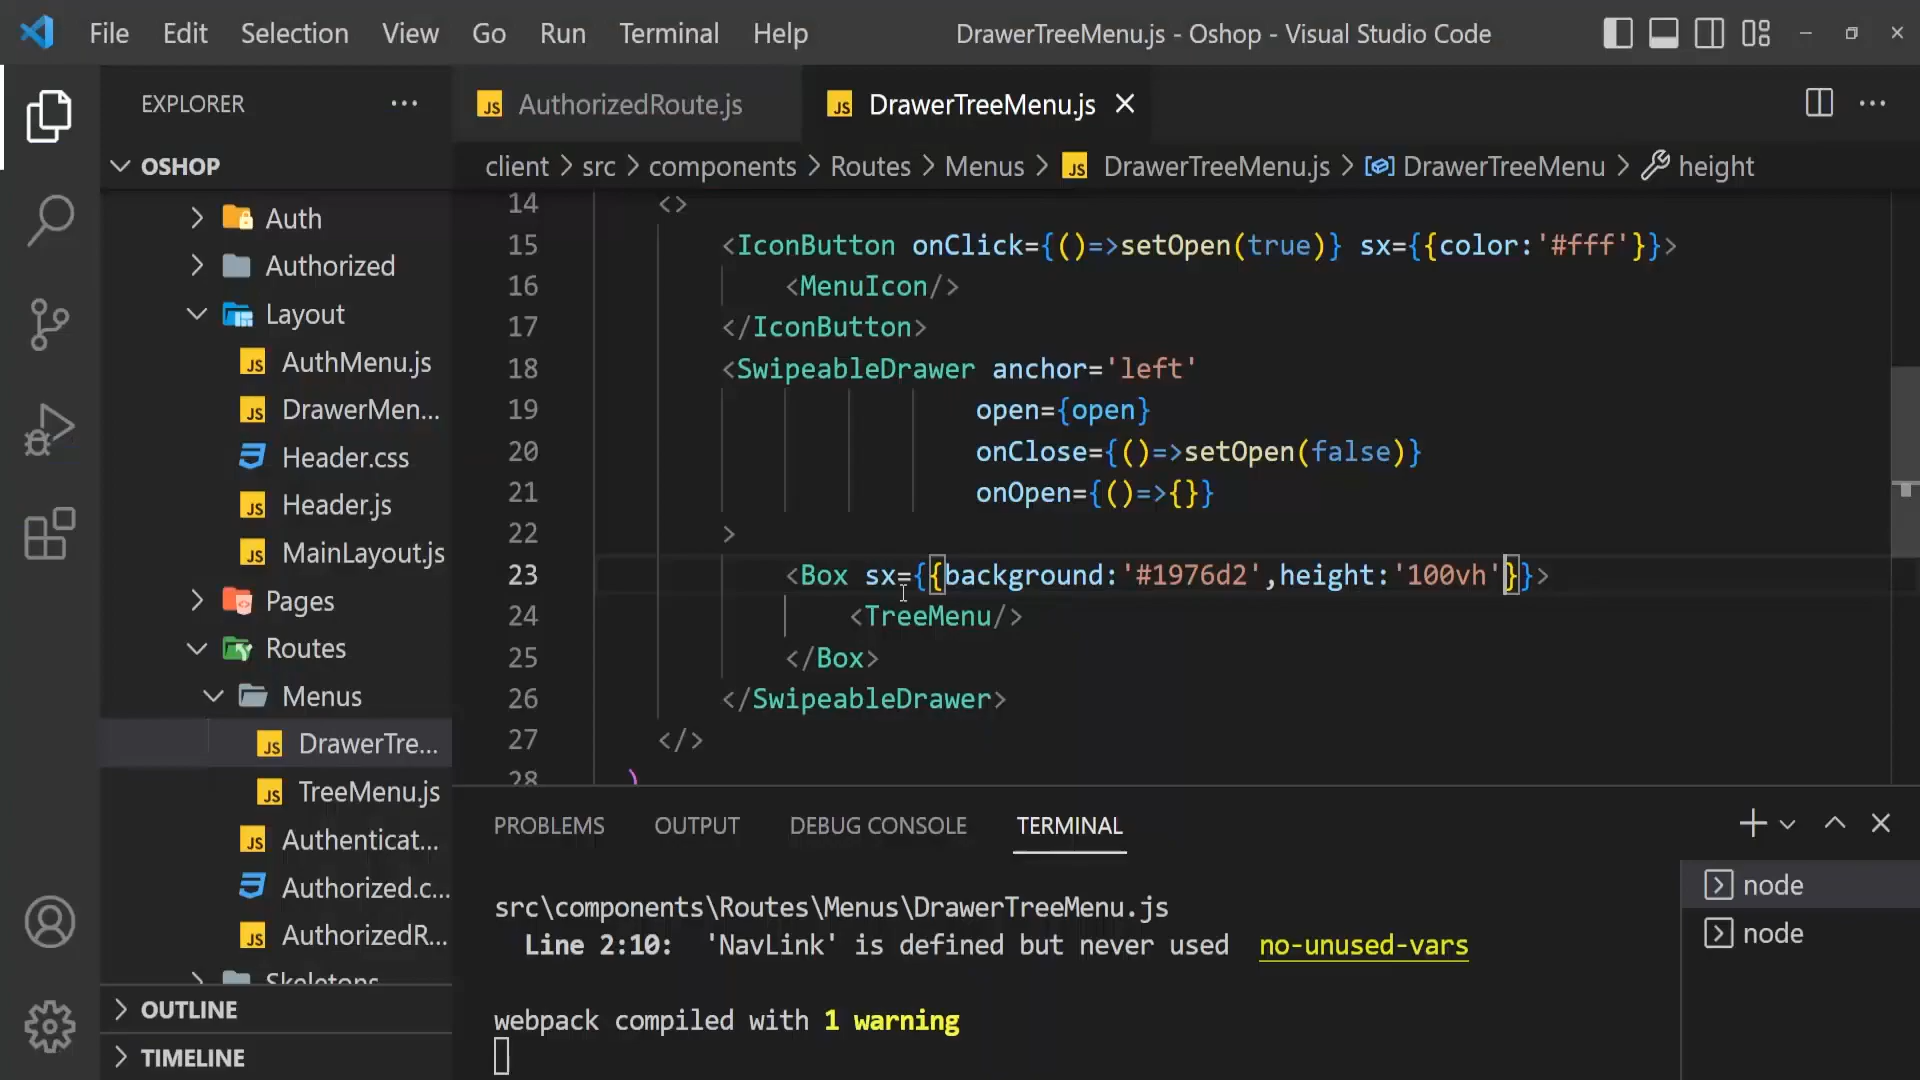 File Edit Selection View Go Run Terminal Help DrawerTreeMenu.js - Oshop - Visual Studio Code
EXPLORER ···
OSHOP
Auth
Authorized
Layout
AuthMenu.js
DrawerMen...
Header.css
Header.js
MainLayout.js
Pages
Routes
Menus
DrawerTre...
TreeMenu.js
Authenticat...
Authorized.c...
AuthorizedR...
Skeletons
OUTLINE
TIMELINE
JS AuthorizedRoute.js JS DrawerTreeMenu.js
client > src > components > Routes > Menus > JS DrawerTreeMenu.js > DrawerTreeMenu > height
14 <>
15 <IconButton onClick={()=>setOpen(true)} sx={{color:'#fff'}}>
16 <MenuIcon/>
17 </IconButton>
18 <SwipeableDrawer anchor='left'
19 open={open}
20 onClose={()=>setOpen(false)}
21 onOpen={()=>{}}
22 >
23 <Box sx={{background:'#1976d2',height:'100vh'}}>
24 <TreeMenu/>
25 </Box>
26 </SwipeableDrawer>
27 </>
28 )
PROBLEMS OUTPUT DEBUG CONSOLE TERMINAL
src\components\Routes\Menus\DrawerTreeMenu.js
Line 2:10: 'NavLink' is defined but never used no-unused-vars
webpack compiled with 1 warning
node
node